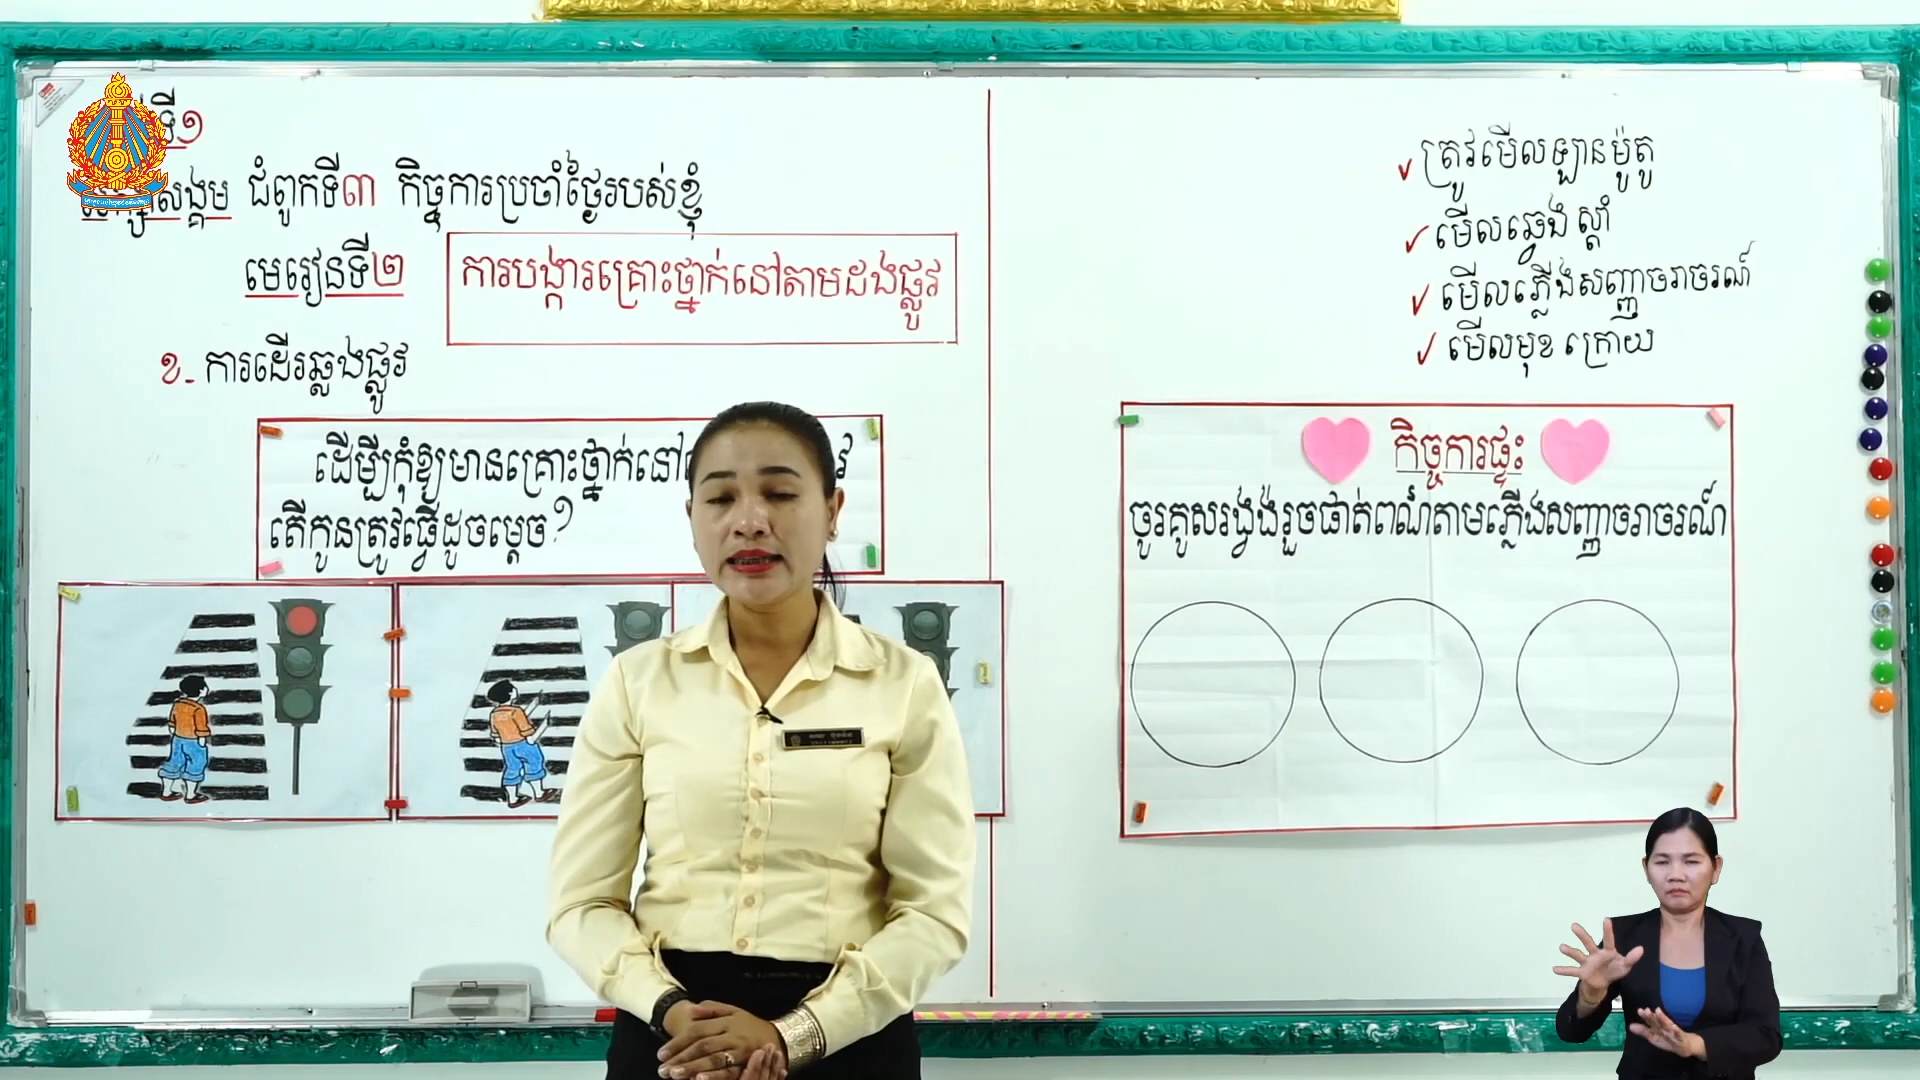 ទី១
សង្គម ជំពូកទី៣ កិច្ចការប្រចាំថ្ងៃរបស់ខ្ញុំ
មេរៀនទី២ ការបង្ការគ្រោះថ្នាក់នៅតាមដងផ្លូវ
ខ- ការដើរឆ្លងផ្លូវ
ដើម្បីកុំឱ្យមានគ្រោះថ្នាក់នៅ
តើកូនត្រូវធ្វើដូចម្ដេច?
ត្រូវមើលឡានម៉ូតូ
មើលឆ្វេង ស្ដាំ
មើលភ្លើងសញ្ញាចរាចរណ៍
មើលមុខ ក្រោយ
កិច្ចការផ្ទះ
ចូរគូសរង្វង់រួចផាត់ពណ៌តាមភ្លើងសញ្ញាចរាចរណ៍